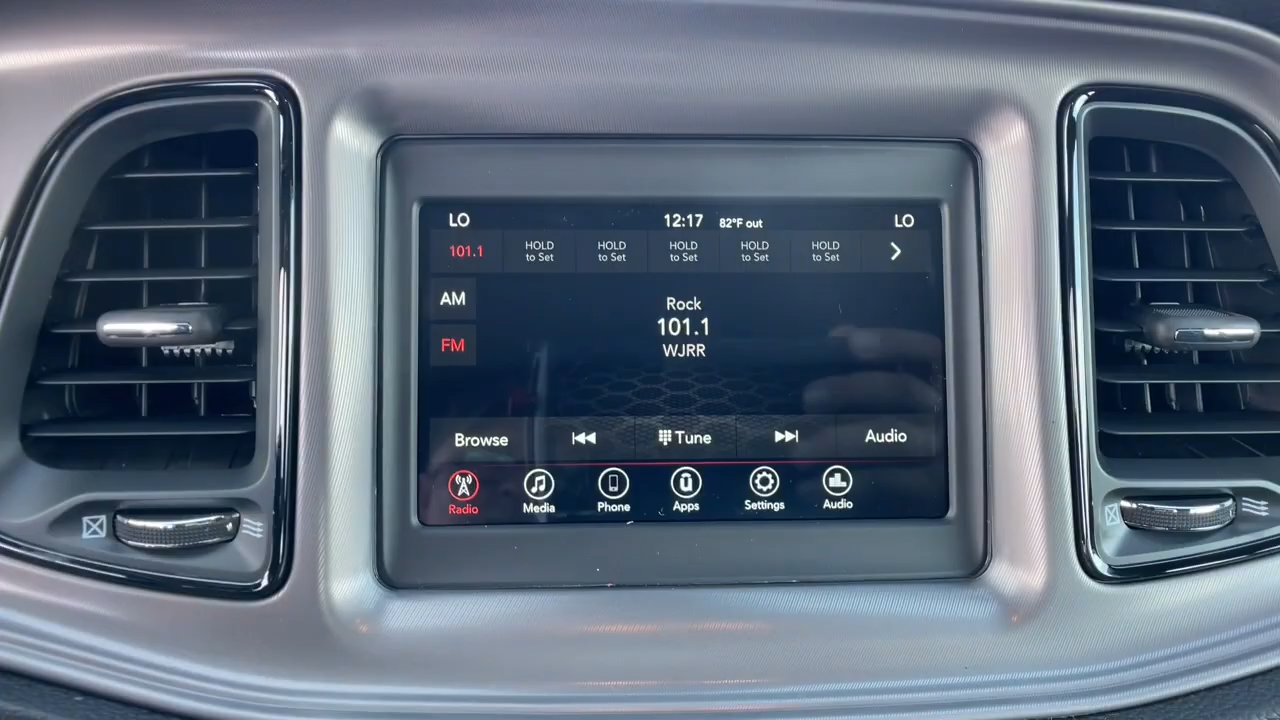 LO 12:17 82°F out LO
101.1 HOLD to Set HOLD to Set HOLD to Set HOLD to Set HOLD to Set
AM
FM
Rock
101.1
WJRR
Browse Tune Audio
Radio Media Phone Apps Settings Audio